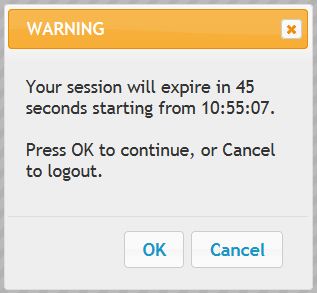 WARNING
Your session will expire in 45
seconds starting from 10:55:07.
Press OK to continue, or Cancel
to logout.
OK
Cancel